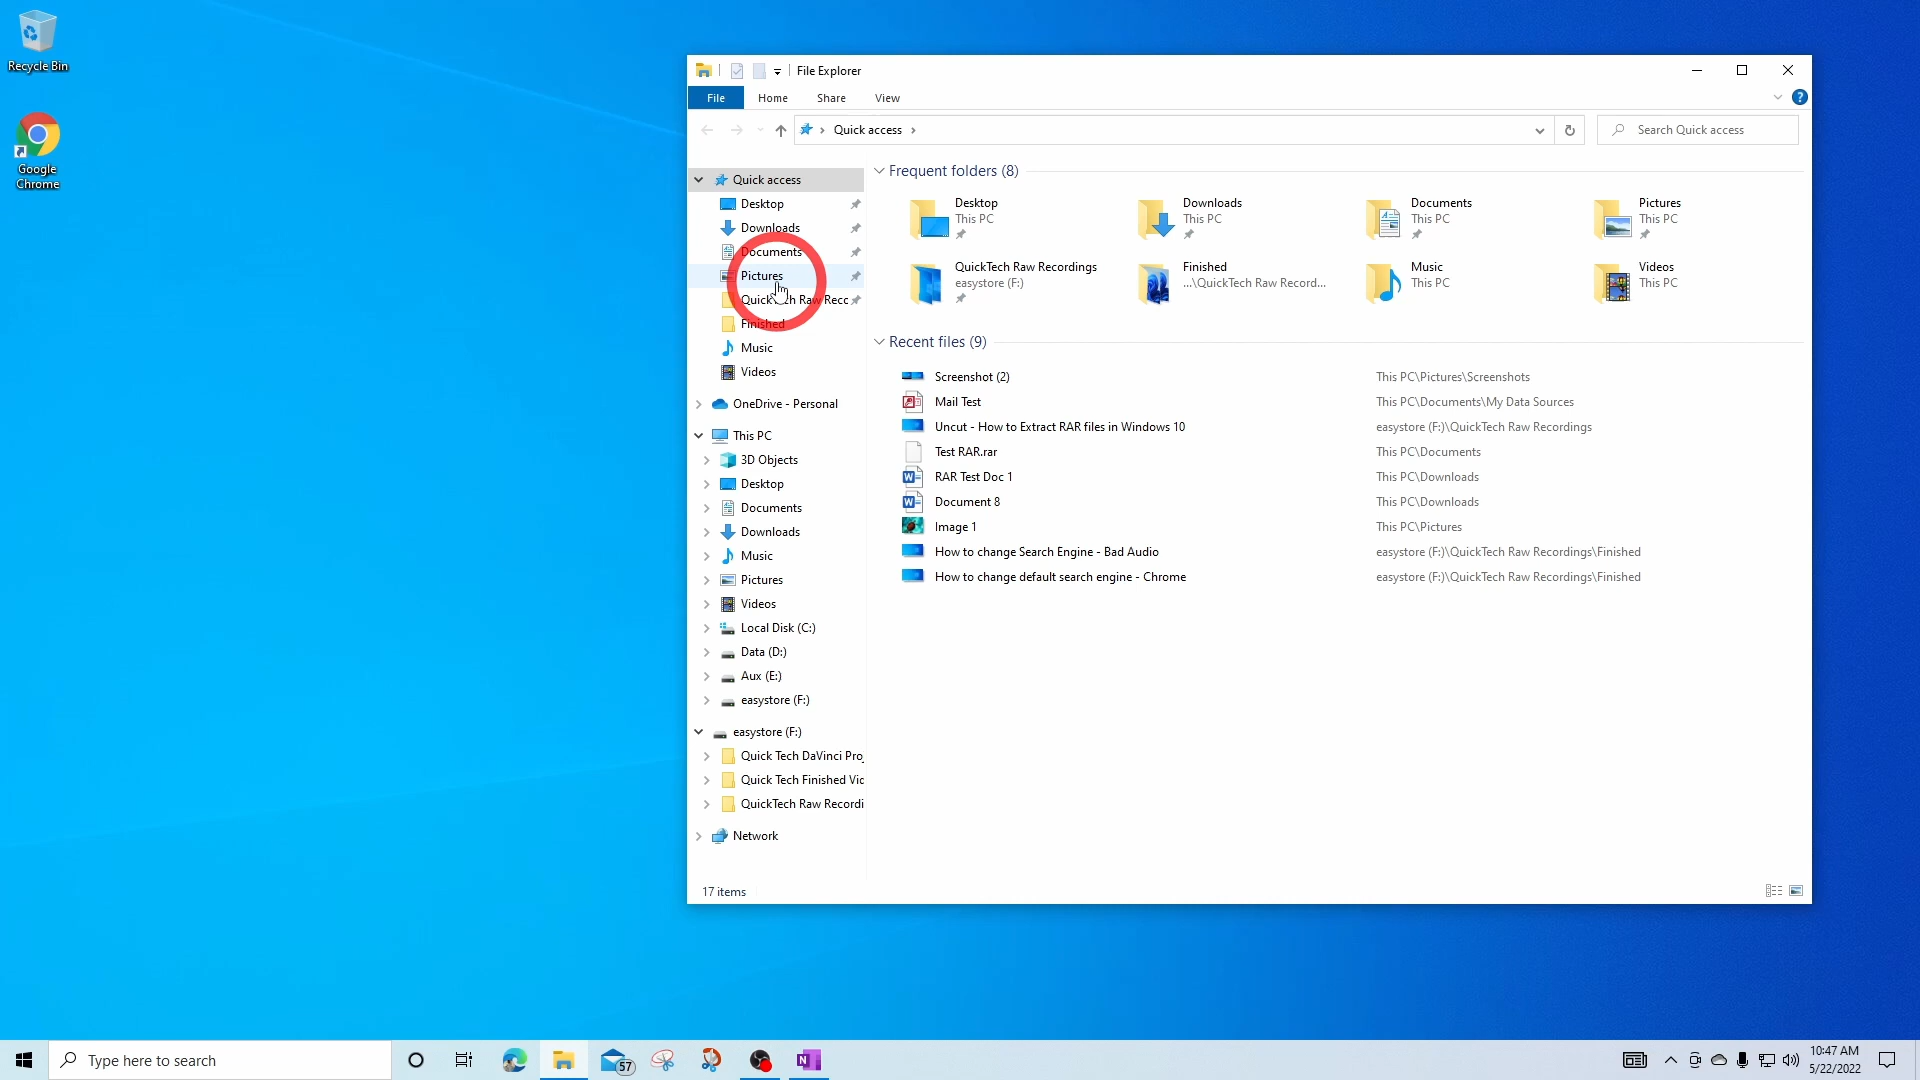 Recycle Bin
Google
Chrome
File Explorer
File
Home
Share
View
?
Quick access
Search Quick access
Quick access
Desktop
Downloads
Documents
Pictures
QuickTech Raw Recc
Finished
Music
Videos
OneDrive - Personal
This PC
3D Objects
Desktop
Documents
Downloads
Music
Pictures
Videos
Local Disk (C:)
Data (D:)
Aux (E:)
easystore (F:)
easystore (F:)
Quick Tech DaVinci Proj
Quick Tech Finished Vid
QuickTech Raw Recordi
Network
Frequent folders (8)
Desktop
This PC
Downloads
This PC
Documents
This PC
Pictures
This PC
QuickTech Raw Recordings
easystore (F:)
Finished
...\QuickTech Raw Record...
Music
This PC
Videos
This PC
Recent files (9)
Screenshot (2) This PC\Pictures\Screenshots
Mail Test This PC\Documents\My Data Sources
Uncut - How to Extract RAR files in Windows 10 easystore (F:)\QuickTech Raw Recordings
Test RAR.rar This PC\Documents
RAR Test Doc 1 This PC\Downloads
Document 8 This PC\Downloads
Image 1 This PC\Pictures
How to change Search Engine - Bad Audio easystore (F:)\QuickTech Raw Recordings\Finished
How to change default search engine - Chrome easystore (F:)\QuickTech Raw Recordings\Finished
17 items
Type here to search
57
N
10:47 AM
5/22/2022